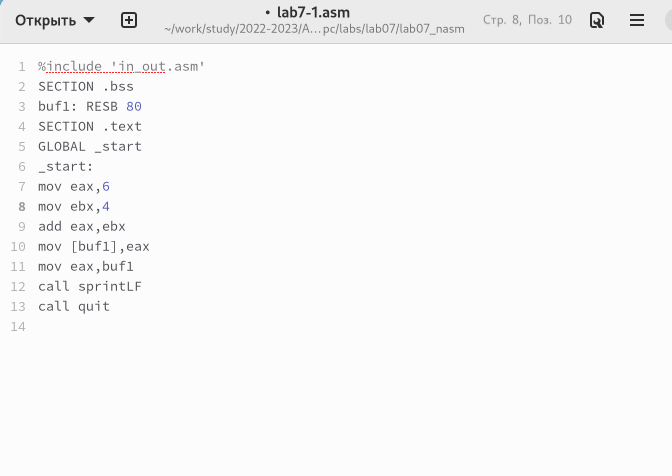 Открыть
• lab7-1.asm
~/work/study/2022-2023/A…pc/labs/lab07/lab07_nasm
Стр. 8, Поз. 10
1 %include 'in_out.asm'
2 SECTION .bss
3 buf1: RESB 80
4 SECTION .text
5 GLOBAL _start
6 _start:
7 mov eax,6
8 mov ebx,4
9 add eax,ebx
10 mov [buf1],eax
11 mov eax,buf1
12 call sprintLF
13 call quit
14